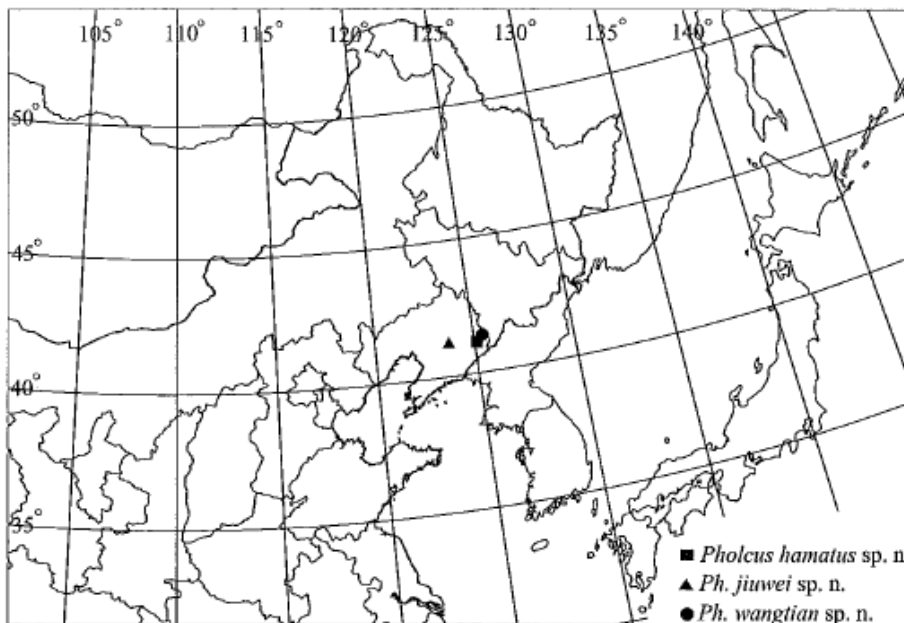 105° 110° 115° 120° 125° 130° 135° 140°
50°
45°
40°
35°
■ Pholcus hamatus sp. n
▲ Ph. jiuwei sp. n.
● Ph. wangtian sp. n.